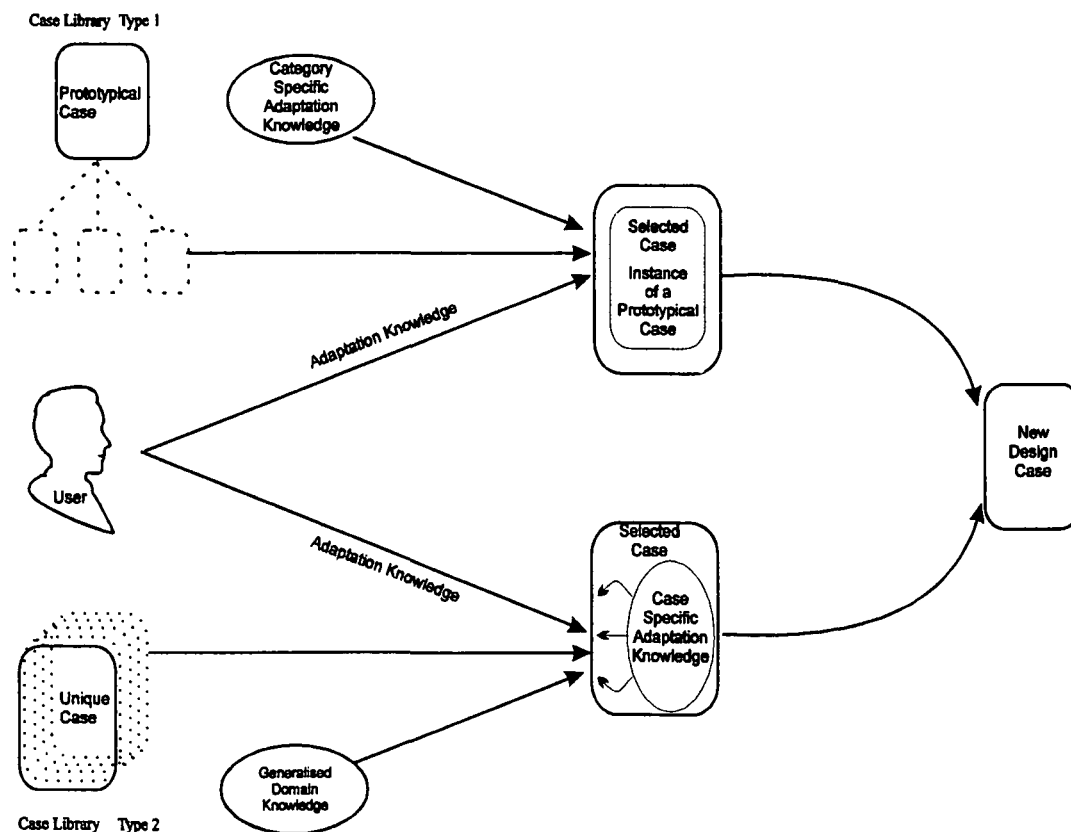 Case Library Type 1
Prototypical
Case
Category
Specific
Adaptation
Knowledge
Selected
Case
Instance
of a
Prototypical
Case
Adaptation Knowledge
User
New
Design
Case
Adaptation Knowledge
Selected
Case
Case
Specific
Adaptation
Knowledge
Unique
Case
Generalised
Domain
Knowledge
Case Library Type 2